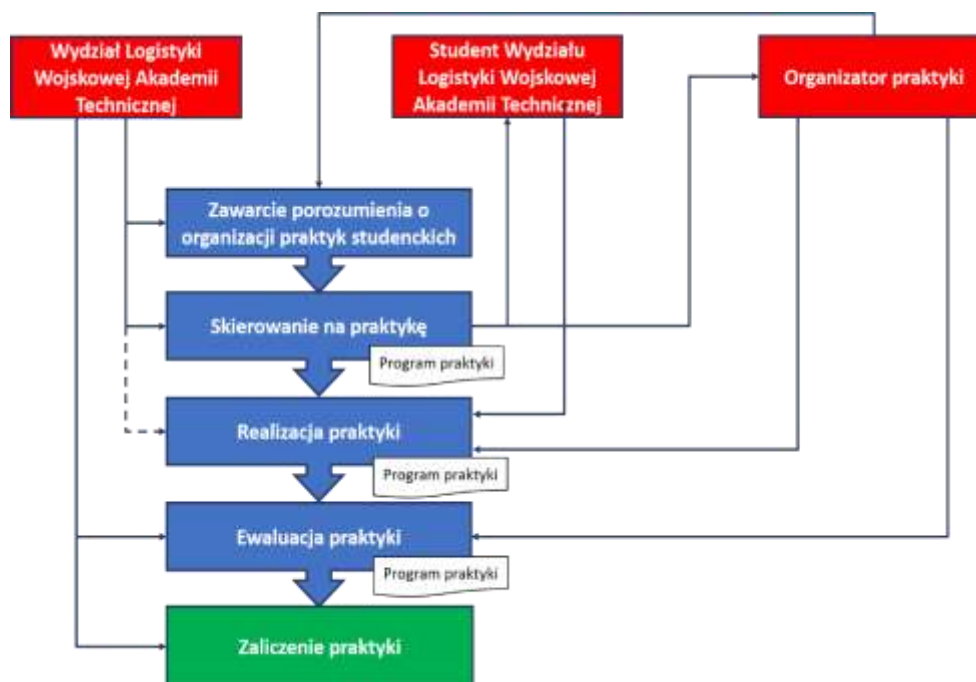 Wydział Logistyki
Wojskowej Akademii
Technicznej
Student Wydziału
Logistyki Wojskowej
Akademii Technicznej
Organizator praktyki
Zawarcie porozumienia o
organizacji praktyk studenckich
Skierowanie na praktykę
Program praktyki
Realizacja praktyki
Program praktyki
Ewaluacja praktyki
Program praktyki
Zaliczenie praktyki